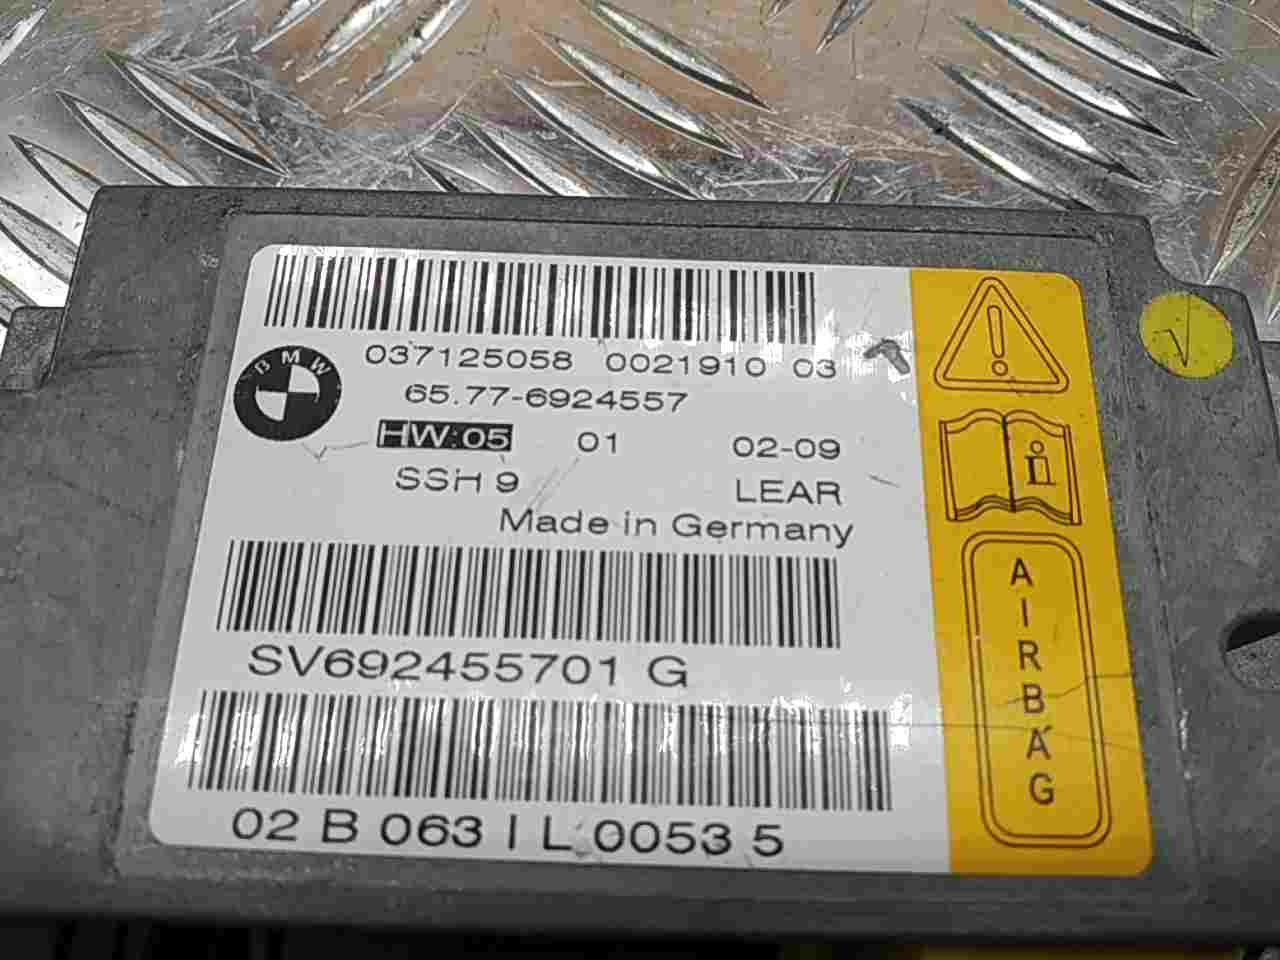 037125058 0021910 03
BMW
65.77-6924557
HW:05 01 02-09
SSH 9 LEAR
Made in Germany
SV692455701 G
02 B 063 I L 0053 5
AIRBAG